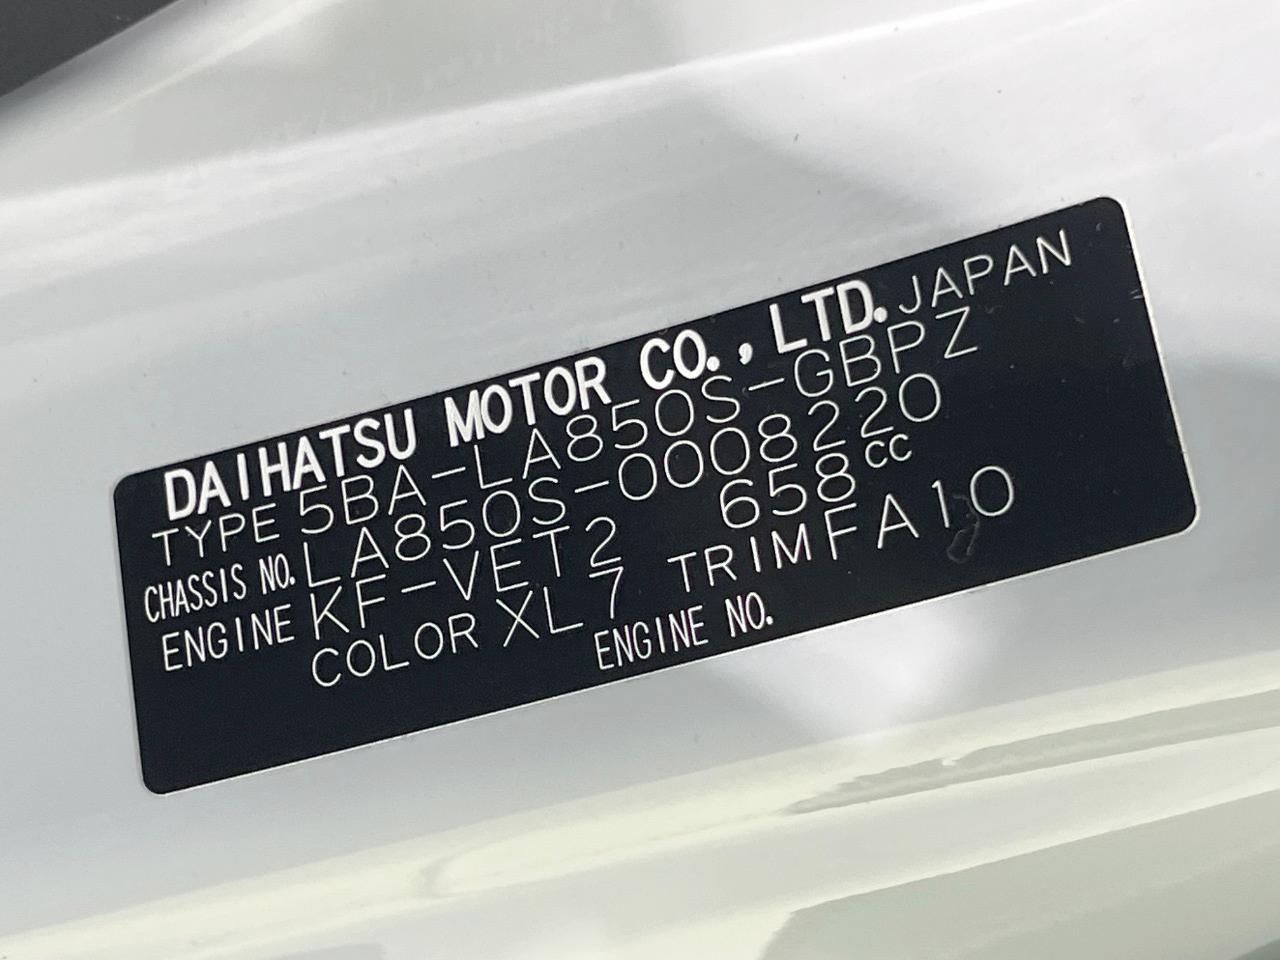 DAIHATSU MOTOR CO., LTD. JAPAN
TYPE 5BA-LA850S-GBPZ
CHASSIS NO. LA850S-0008220
ENGINE KF-VET2 658cc
COLOR XL7 TRIM FA10
ENGINE NO.